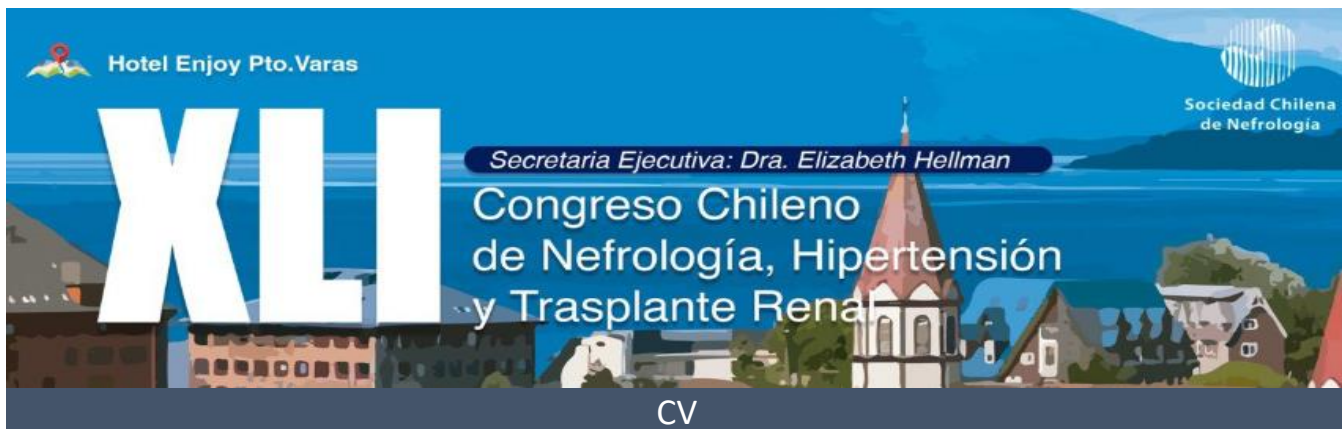 Hotel Enjoy Pto.Varas
Sociedad Chilena
de Nefrología
XLI
Secretaria Ejecutiva: Dra. Elizabeth Hellman
Congreso Chileno
de Nefrología, Hipertensión
y Trasplante Renal
CV